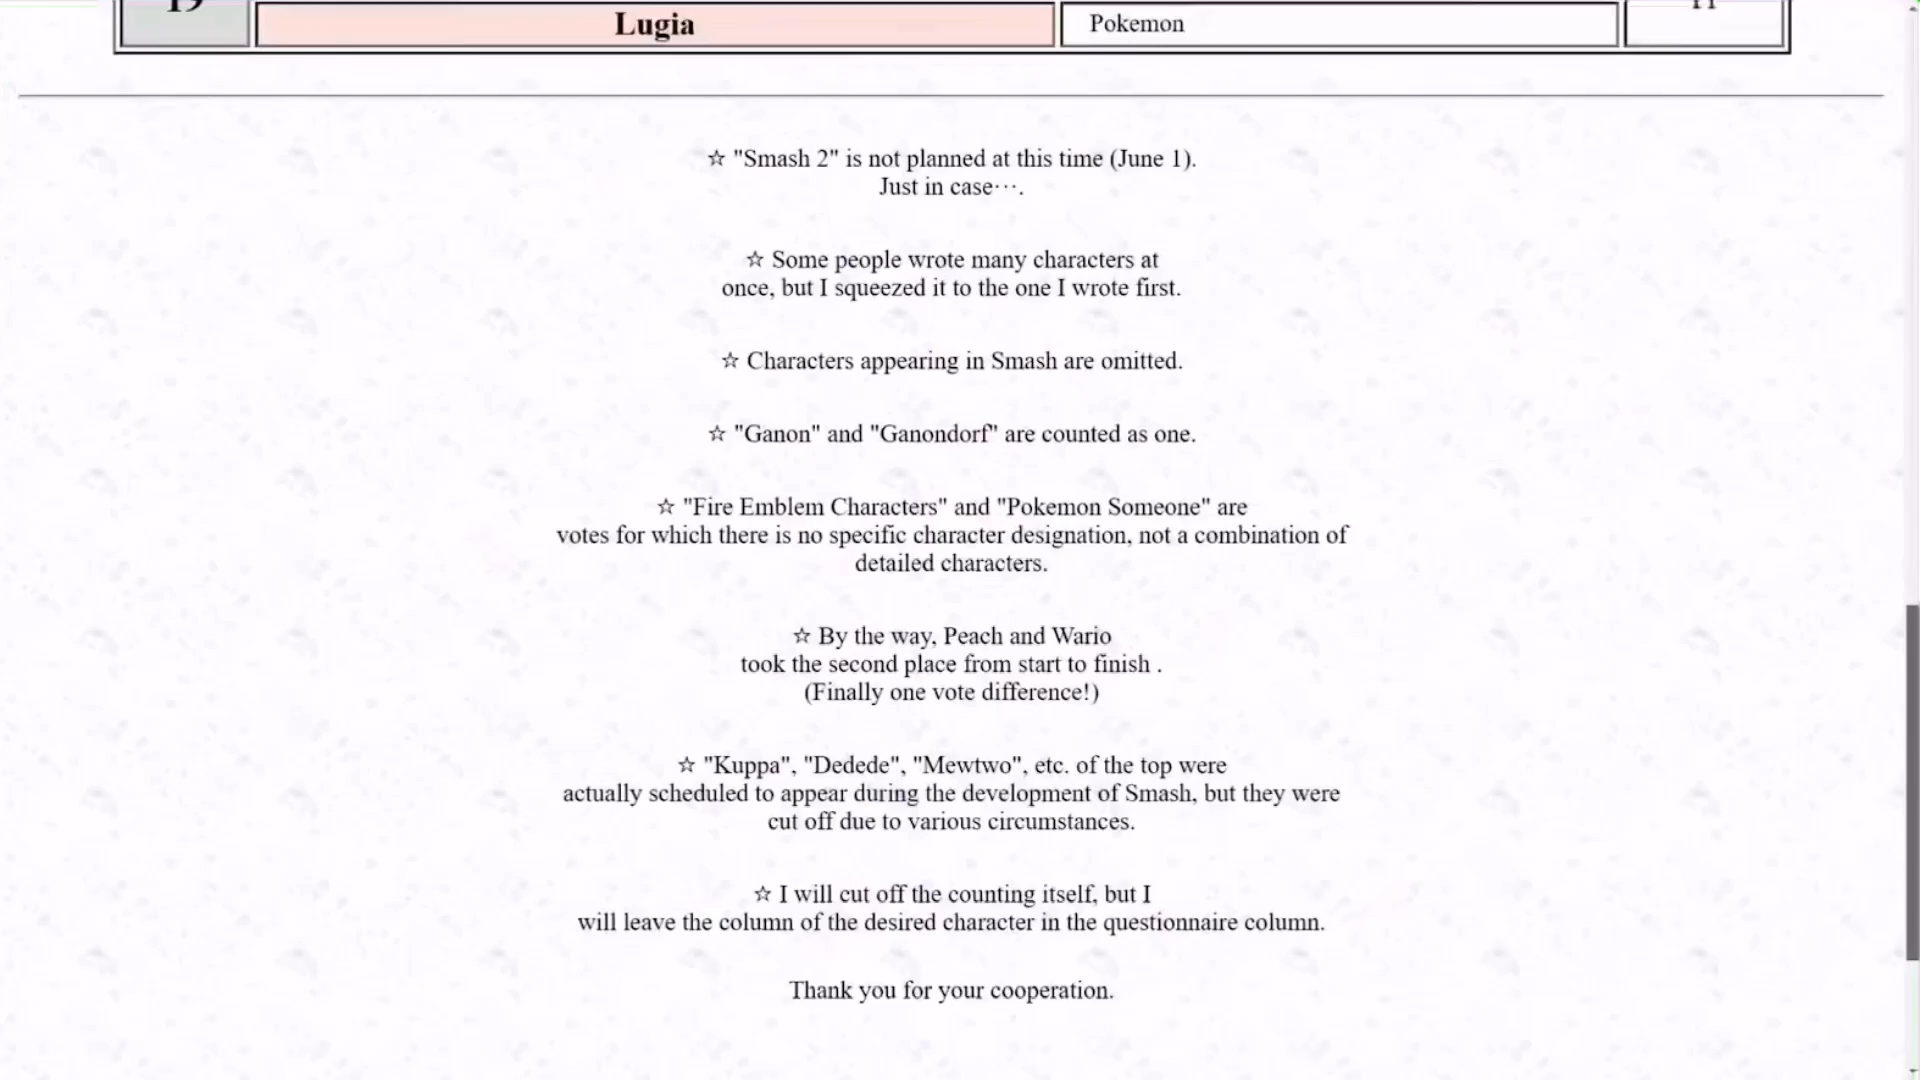 Lugia
Pokemon
☆ "Smash 2" is not planned at this time (June 1).
Just in case···.
☆ Some people wrote many characters at
once, but I squeezed it to the one I wrote first.
☆ Characters appearing in Smash are omitted.
☆ "Ganon" and "Ganondorf" are counted as one.
☆ "Fire Emblem Characters" and "Pokemon Someone" are
votes for which there is no specific character designation, not a combination of
detailed characters.
☆ By the way, Peach and Wario
took the second place from start to finish .
(Finally one vote difference!)
☆ "Kuppa", "Dedede", "Mewtwo", etc. of the top were
actually scheduled to appear during the development of Smash, but they were
cut off due to various circumstances.
☆ I will cut off the counting itself, but I
will leave the column of the desired character in the questionnaire column.
Thank you for your cooperation.